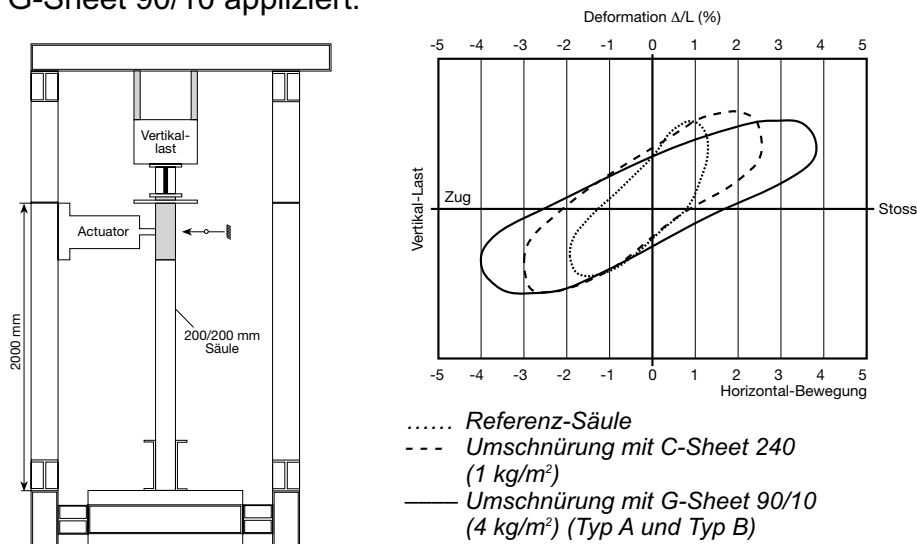 G-Sheet 90/10 appliziert.
Vertikal-
last
Actuator
2000 mm
200/200 mm
Säule
Deformation Δ/L (%)
-5 -4 -3 -2 -1 0 1 2 3 4 5
Vertikal-Last
Zug
Stoss
-5 -4 -3 -2 -1 0 1 2 3 4 5
Horizontal-Bewegung
...... Referenz-Säule
--- Umschnürung mit C-Sheet 240
(1 kg/m²)
—— Umschnürung mit G-Sheet 90/10
(4 kg/m²) (Typ A und Typ B)